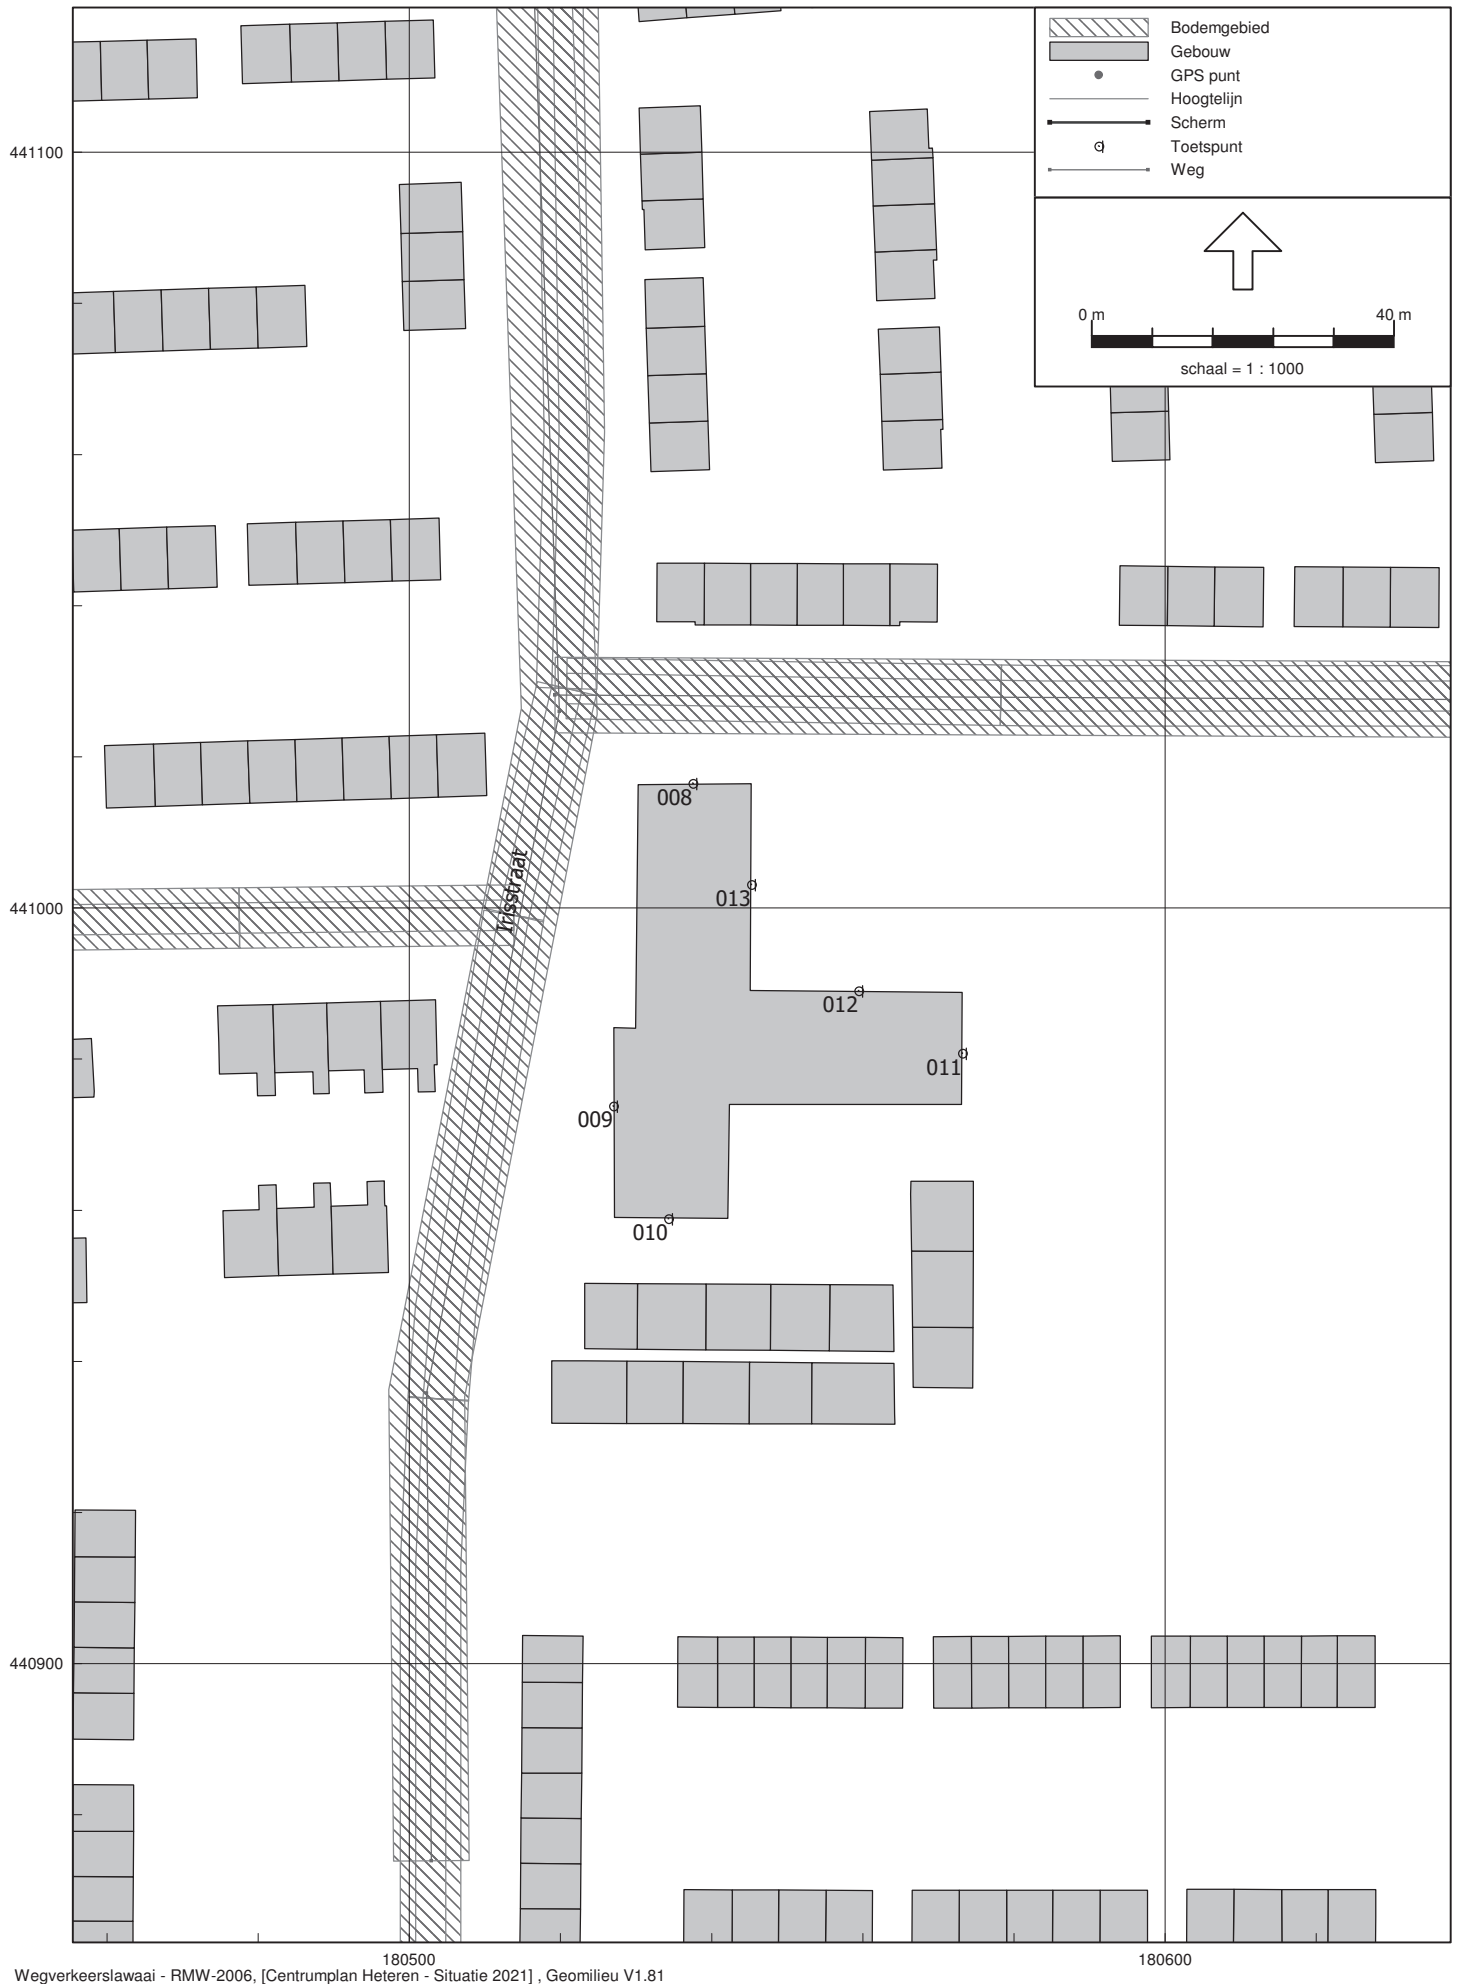 Bodemgebied
Gebouw
GPS punt
Hoogtelijn
Scherm
Toetspunt
Weg
0 m 40 m
schaal = 1 : 1000
441100
008
013
Irisstraat
441000
012
011
009
010
440900
180500 180600
Wegverkeerslawaai - RMW-2006, [Centrumplan Heteren - Situatie 2021] , Geomilieu V1.81